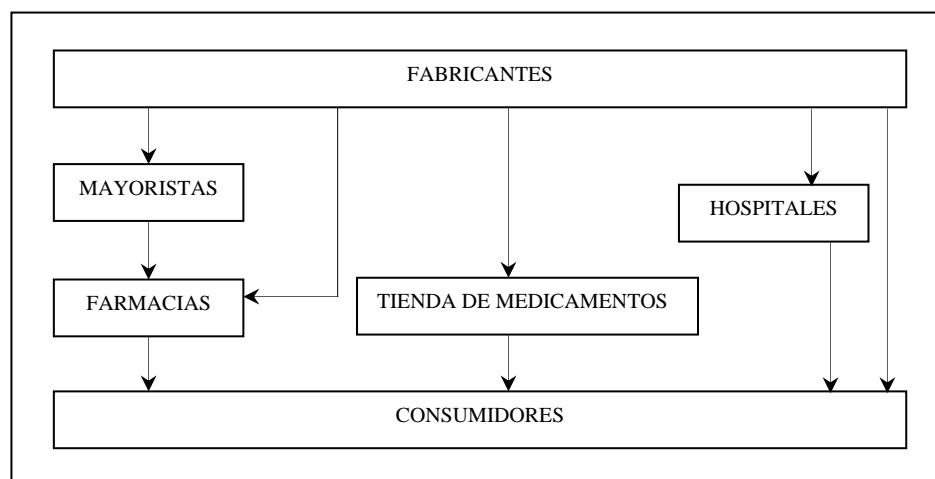 FABRICANTES
MAYORISTAS
HOSPITALES
FARMACIAS
TIENDA DE MEDICAMENTOS
CONSUMIDORES